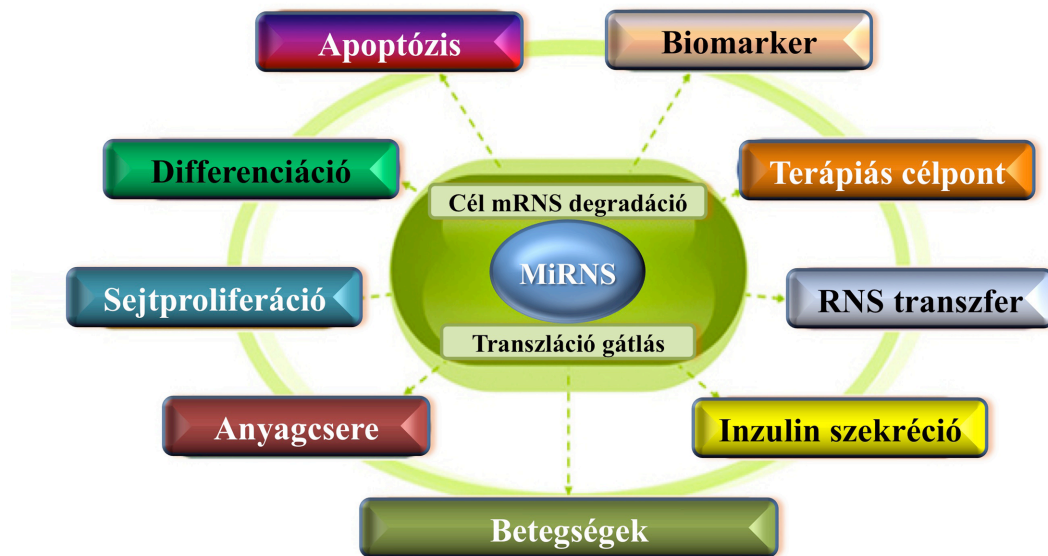 Apoptózis
Biomarker
Differenciáció
Terápiás célpont
Cél mRNS degradáció
MiRNS
Sejtproliferáció
RNS transzfer
Transzláció gátlás
Anyagcsere
Inzulin szekréció
Betegségek